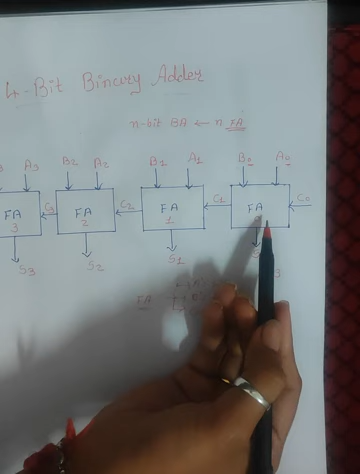 4-Bit Binary Adder
n-bit BA ← n FA
A3 B2 A2 B1 A1 B0 A0
FA 3 C3 FA 2 C2 FA 1 C1 FA C0
S3 S2 S1
FA